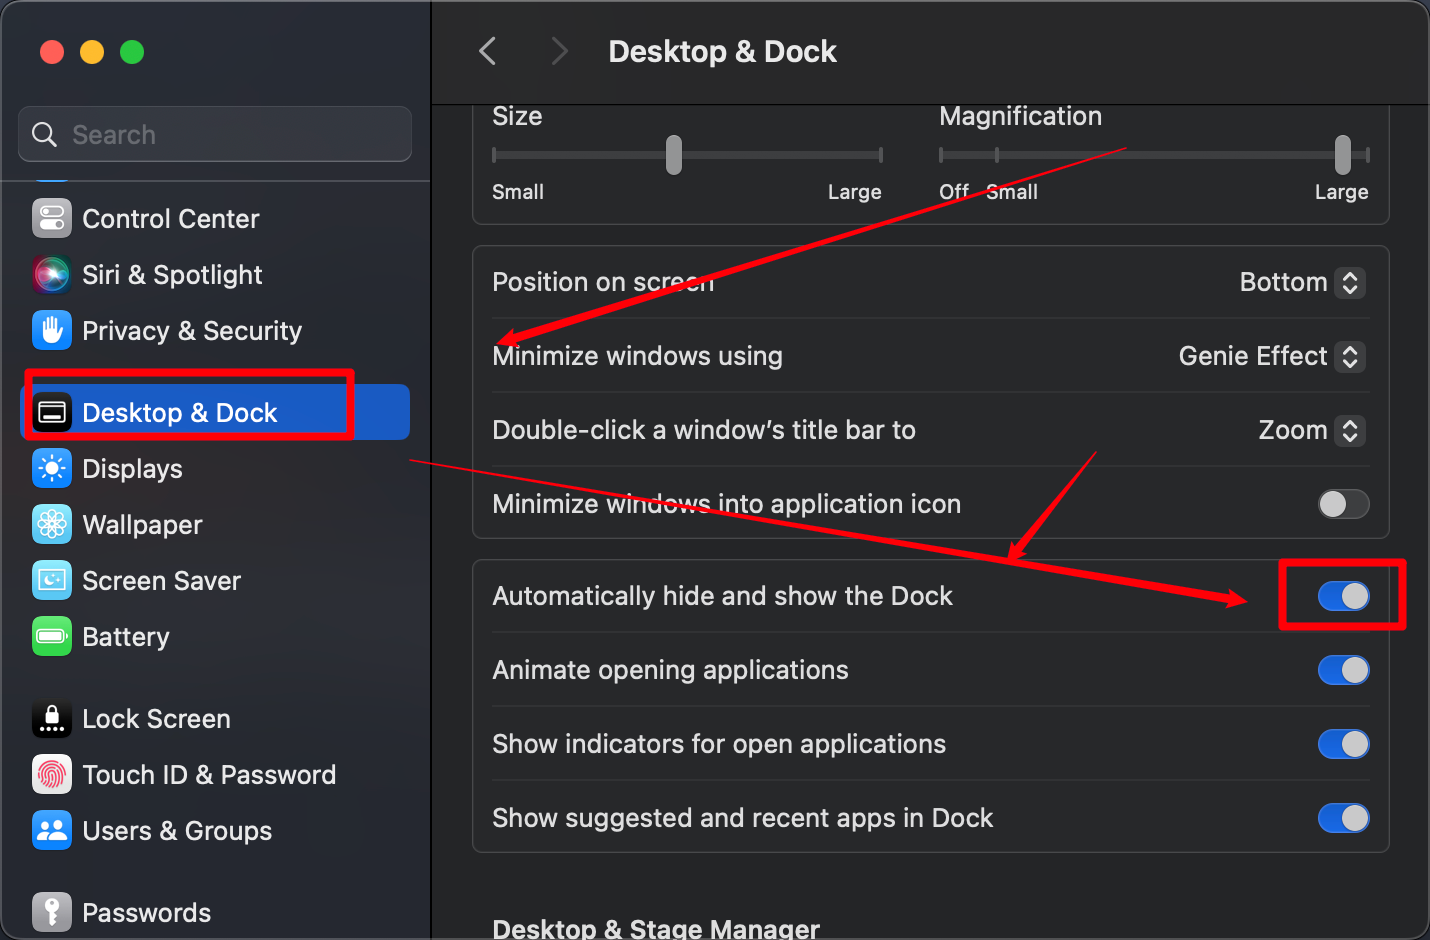 Search
Control Center
Siri & Spotlight
Privacy & Security
Desktop & Dock
Displays
Wallpaper
Screen Saver
Battery
Lock Screen
Touch ID & Password
Users & Groups
Passwords
Desktop & Dock
Size
Magnification
Small
Large
Off
Small
Large
Position on screen
Bottom
Minimize windows using
Genie Effect
Double-click a window’s title bar to
Zoom
Minimize windows into application icon
Automatically hide and show the Dock
Animate opening applications
Show indicators for open applications
Show suggested and recent apps in Dock
Desktop & Stage Manager